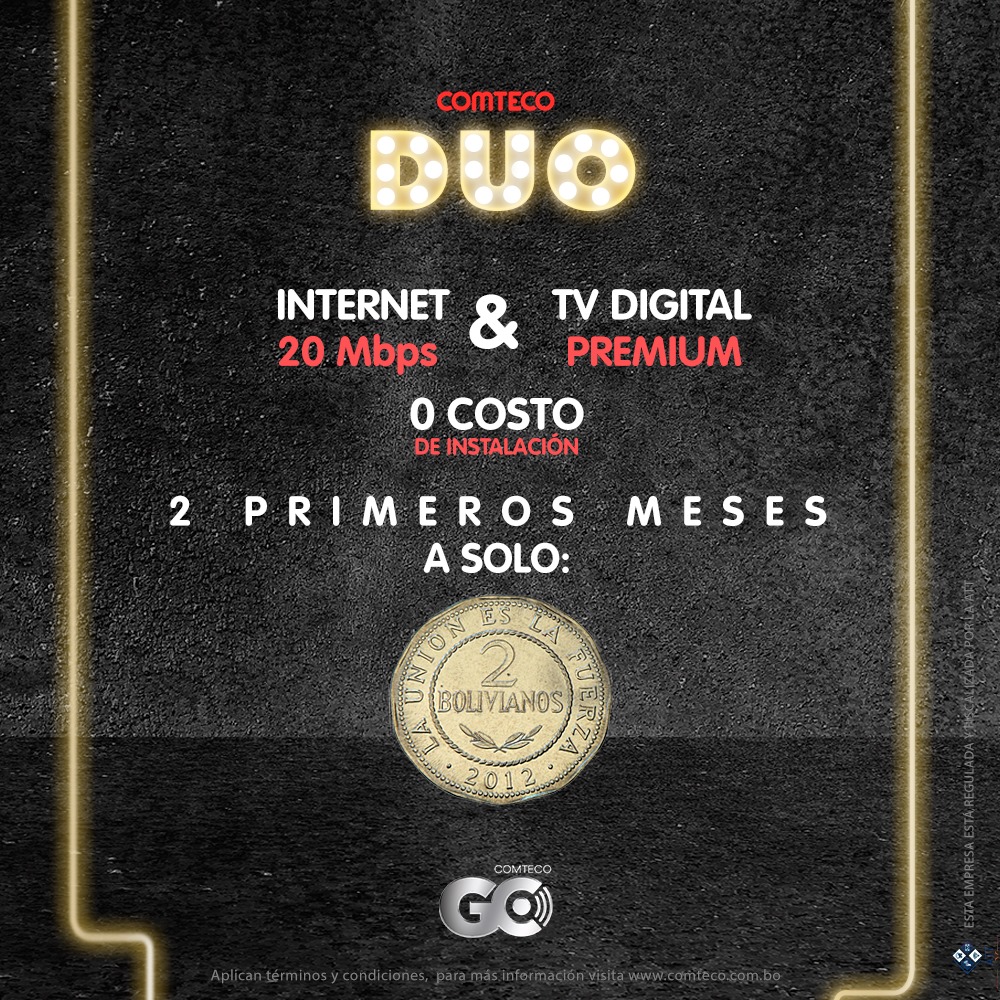 COMTECO
DUO
INTERNET & TV DIGITAL
20 Mbps PREMIUM
0 COSTO
DE INSTALACIÓN
2 PRIMEROS MESES
A SOLO:
LA UNION ES LA FUERZA
2
BOLIVIANOS
2012
COMTECO
GO
Aplican términos y condiciones, para más información visita www.comteco.com.bo
ESTA EMPRESA ESTÁ REGULADA Y FISCALIZADA POR LA ATT